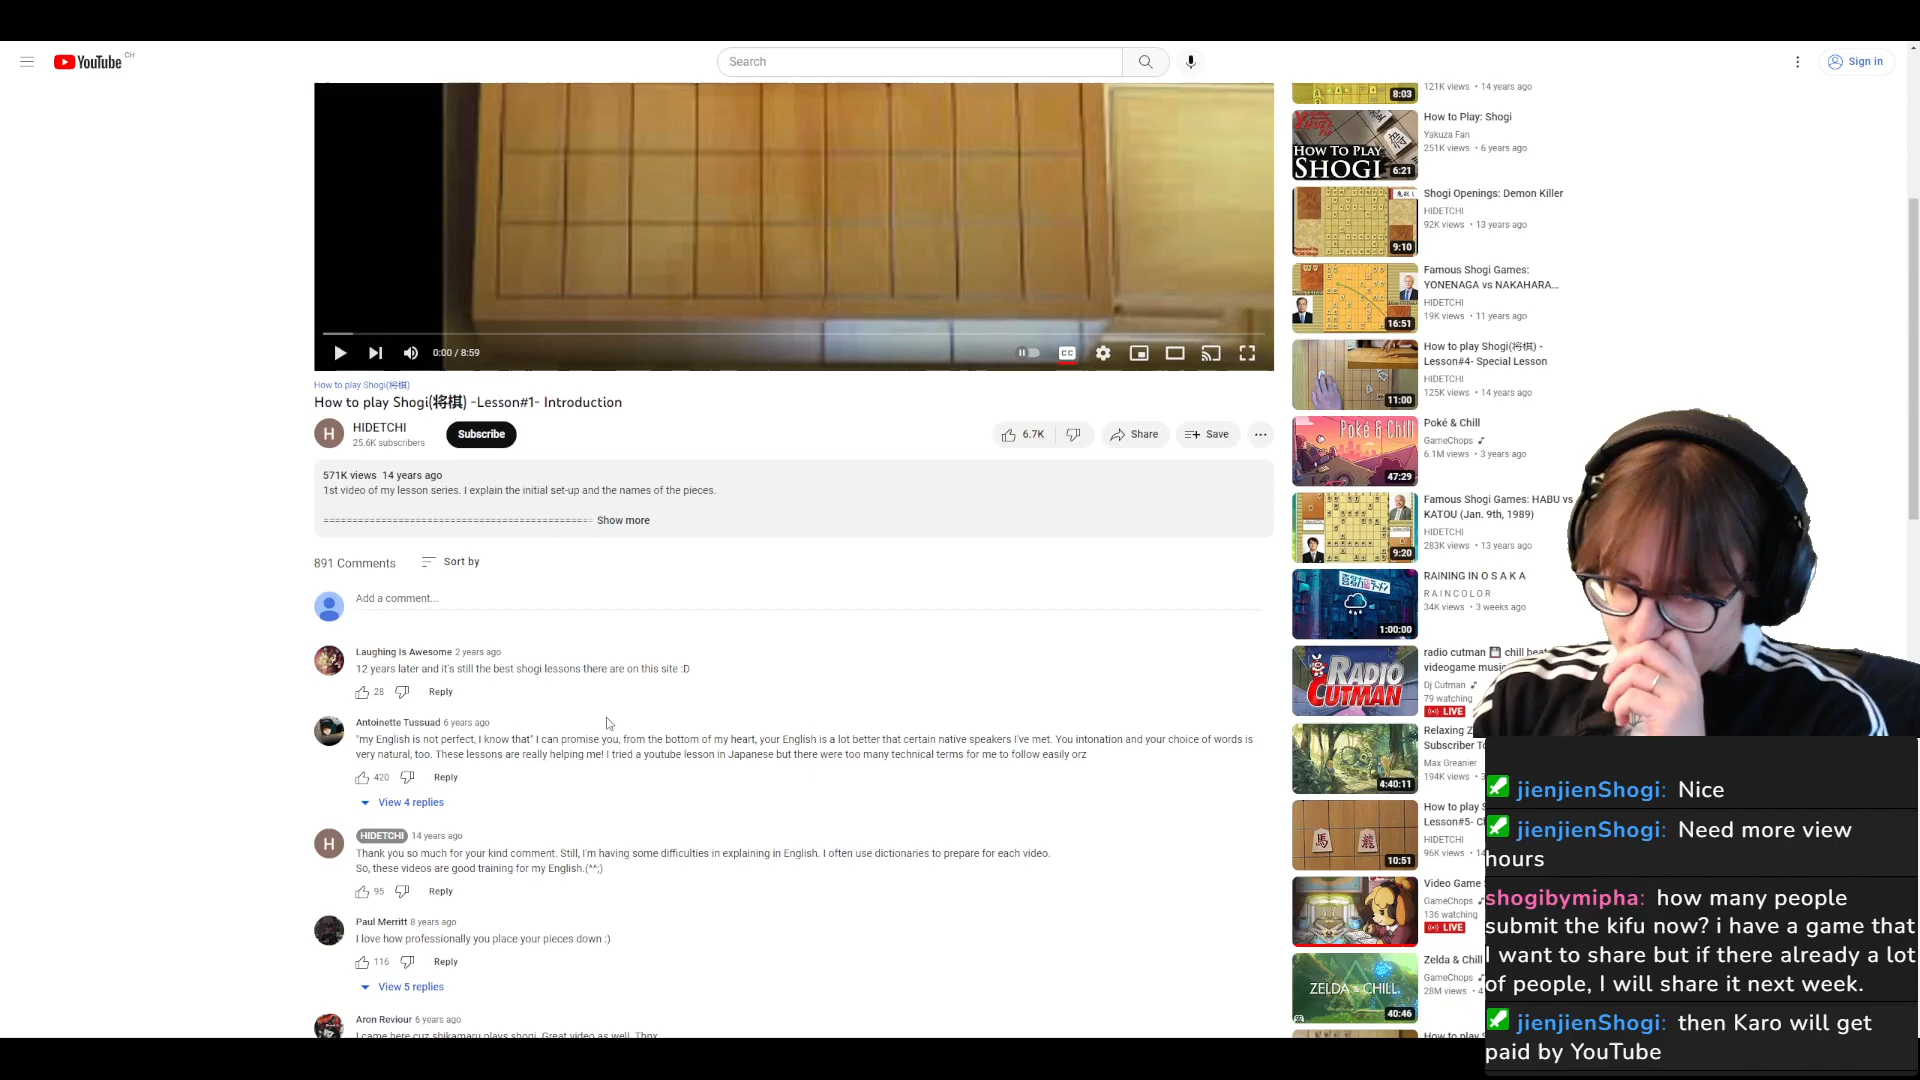 YouTube CH
Search
Sign in
How to play Shogi(将棋)
How to play Shogi(将棋) -Lesson#1- Introduction
H
HIDETCHI
25.6K subscribers
Subscribe
0:00 / 8:59
CC
6.7K
Share
Save
571K views 14 years ago
1st video of my lesson series. I explain the initial set-up and the names of the pieces.
Show more
891 Comments
Sort by
Add a comment...
Laughing Is Awesome 2 years ago
12 years later and it's still the best shogi lessons there are on this site :D
28
Reply
Antoinette Tussuad 6 years ago
"my English is not perfect, I know that" I can promise you, from the bottom of my heart, your English is a lot better that certain native speakers I've met. You intonation and your choice of words is
very natural, too. These lessons are really helping me! I tried a youtube lesson in Japanese but there were too many technical terms for me to follow easily orz
420
Reply
View 4 replies
H
HIDETCHI 14 years ago
Thank you so much for your kind comment. Still, I'm having some difficulties in explaining in English. I often use dictionaries to prepare for each video.
So, these videos are good training for my English.(^^;)
95
Reply
Paul Merritt 8 years ago
I love how professionally you place your pieces down :)
116
Reply
View 5 replies
Aron Reviour 6 years ago
I came here cuz shikamaru plays shogi. Great video as well. Thnx
8:03
121K views • 14 years ago
HOW TO PLAY
SHOGI
6:21
How to Play: Shogi
Yakuza Fan
251K views • 6 years ago
9:10
Shogi Openings: Demon Killer
HIDETCHI
92K views • 13 years ago
16:51
Famous Shogi Games:
YONENAGA vs NAKAHARA...
HIDETCHI
19K views • 11 years ago
11:00
How to play Shogi(将棋) -
Lesson#4- Special Lesson
HIDETCHI
125K views • 14 years ago
Poké & Chill
47:29
Poké & Chill
GameChops
6.1M views • 3 years ago
9:20
Famous Shogi Games: HABU vs
KATOU (Jan. 9th, 1989)
HIDETCHI
283K views • 13 years ago
1:00:00
RAINING IN O S A K A
R A I N C O L O R
34K views • 3 weeks ago
RADIO
CUTMAN
radio cutman 💾 chill beat
videogame music
Dj Cutman
79 watching
LIVE
4:40:11
Relaxing Z
Subscriber To
Max Greanier
194K views • 3
10:51
How to play S
Lesson#5- C
HIDETCHI
96K views • 14
Video Game
GameChops
136 watching
LIVE
ZELDA & CHILL
40:46
Zelda & Chill
GameChops
28M views • 4
How to play S
jienjienShogi: Nice
jienjienShogi: Need more view
hours
shogibymipha: how many people
submit the kifu now? i have a game that
I want to share but if there already a lot
of people, I will share it next week.
jienjienShogi: then Karo will get
paid by YouTube